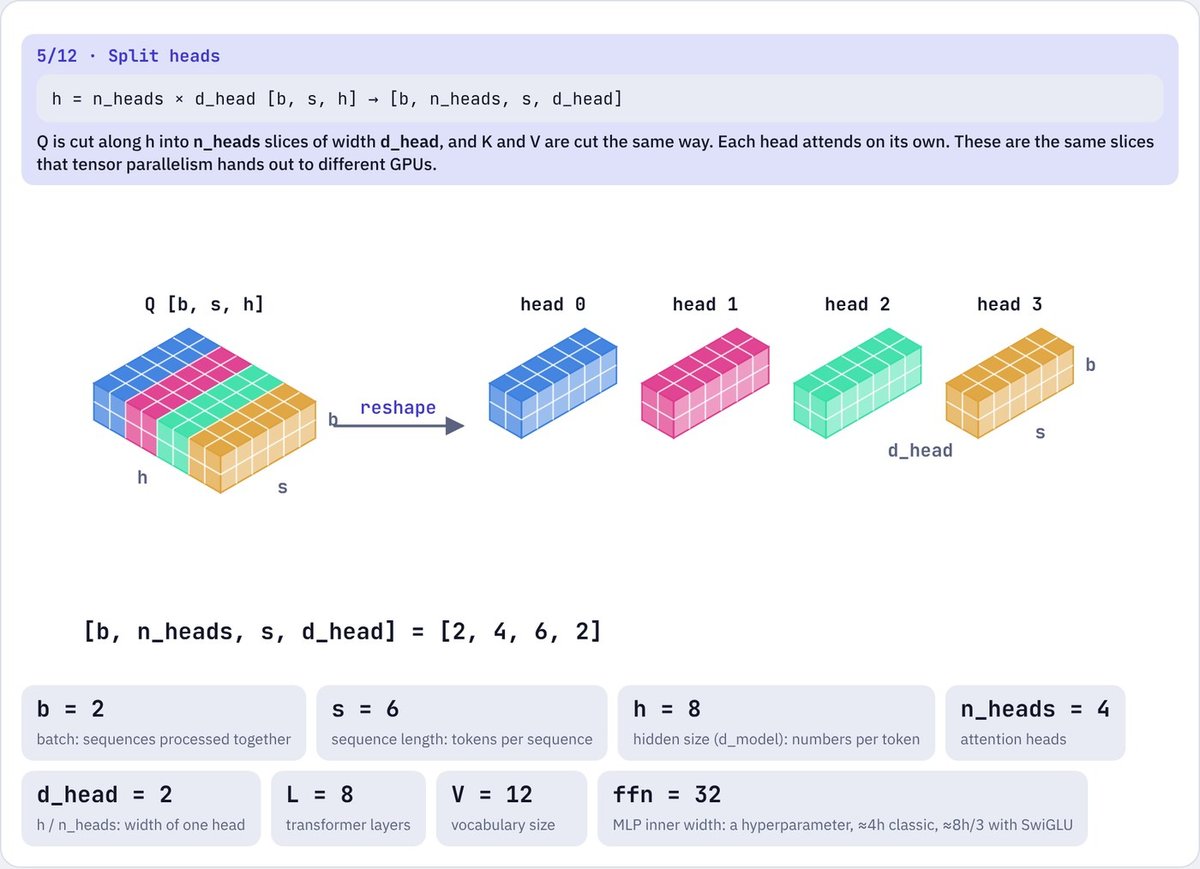 5/12 · Split heads
h = n_heads × d_head [b, s, h] → [b, n_heads, s, d_head]
Q is cut along h into n_heads slices of width d_head, and K and V are cut the same way. Each head attends on its own. These are the same slices
that tensor parallelism hands out to different GPUs.
Q [b, s, h]
head 0
head 1
head 2
head 3
b
reshape
b
h
s
d_head
s
[b, n_heads, s, d_head] = [2, 4, 6, 2]
b = 2
batch: sequences processed together
s = 6
sequence length: tokens per sequence
h = 8
hidden size (d_model): numbers per token
n_heads = 4
attention heads
d_head = 2
h / n_heads: width of one head
L = 8
transformer layers
V = 12
vocabulary size
ffn = 32
MLP inner width: a hyperparameter, ≈4h classic, ≈8h/3 with SwiGLU